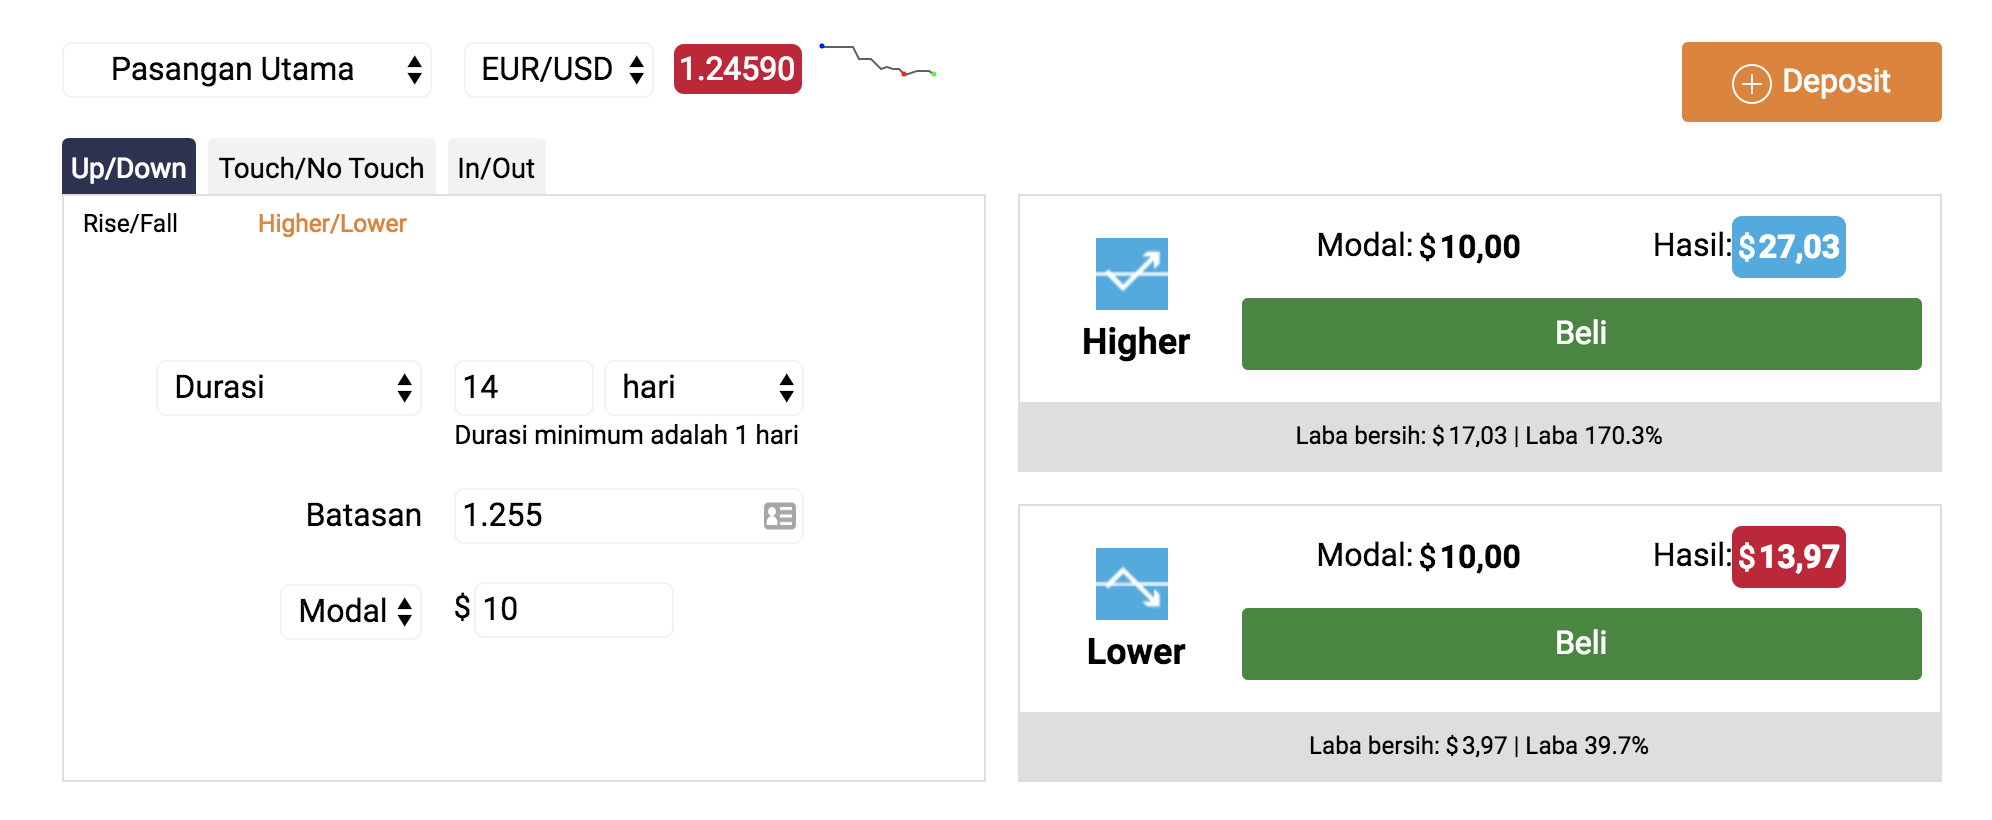 Pasangan Utama EUR/USD 1.24590
Deposit
Up/Down Touch/No Touch In/Out
Rise/Fall Higher/Lower
Durasi 14 hari
Durasi minimum adalah 1 hari
Batasan 1.255
Modal $ 10
Modal: $10,00 Hasil: $27,03
Higher
Beli
Laba bersih: $17,03 | Laba 170.3%
Modal: $10,00 Hasil: $13,97
Lower
Beli
Laba bersih: $3,97 | Laba 39.7%